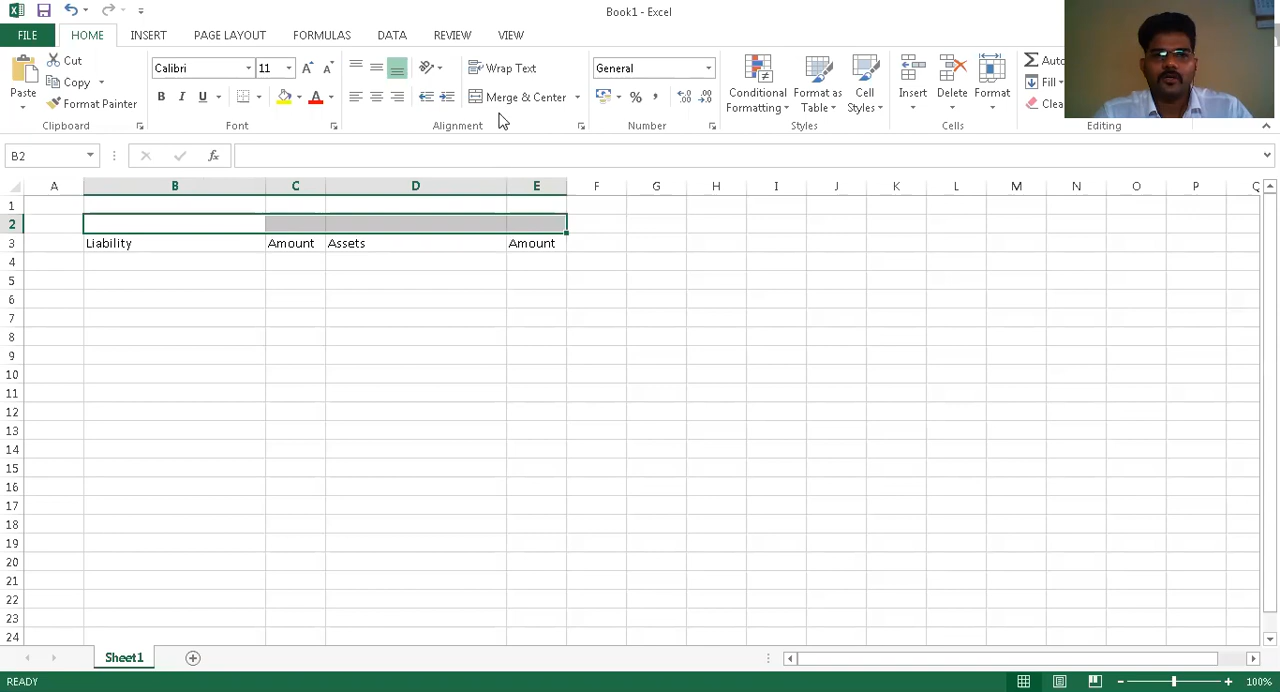 Book1 - Excel
FILE HOME INSERT PAGE LAYOUT FORMULAS DATA REVIEW VIEW
Paste Cut Copy Format Painter
Calibri 11 B I U
Wrap Text Merge & Center
General %
Conditional Formatting Format as Table Cell Styles
Insert Delete Format
Auto
Fill
Clea
Clipboard Font Alignment Number Styles Cells Editing
B2 fx
A B C D E F G H I J K L M N O P Q
1
2
3 Liability Amount Assets Amount
4
5
6
7
8
9
10
11
12
13
14
15
16
17
18
19
20
21
22
23
24
Sheet1
READY 100%